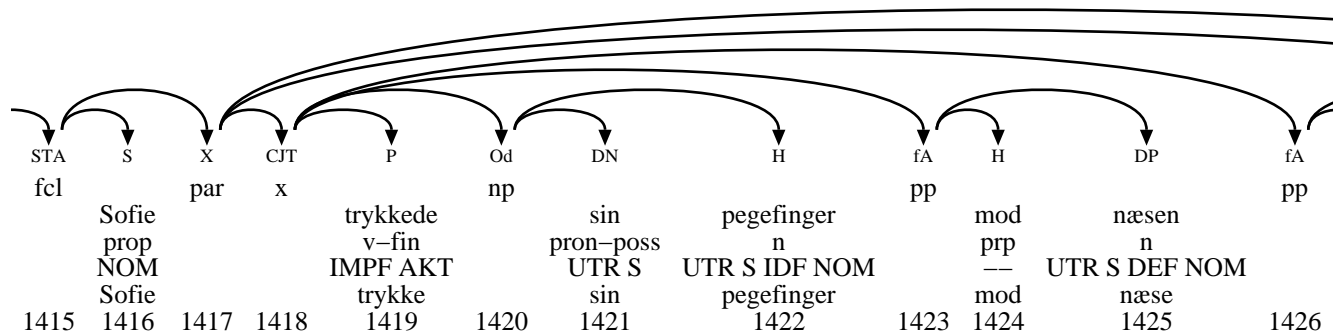 STA S X CJT P Od DN H fA H DP fA
fcl par x np pp pp
Sofie trykkede sin pegefinger mod næsen
prop v−fin pron−poss n prp n
NOM IMPF AKT UTR S UTR S IDF NOM −− UTR S DEF NOM
Sofie trykke sin pegefinger mod næse
1415 1416 1417 1418 1419 1420 1421 1422 1423 1424 1425 1426